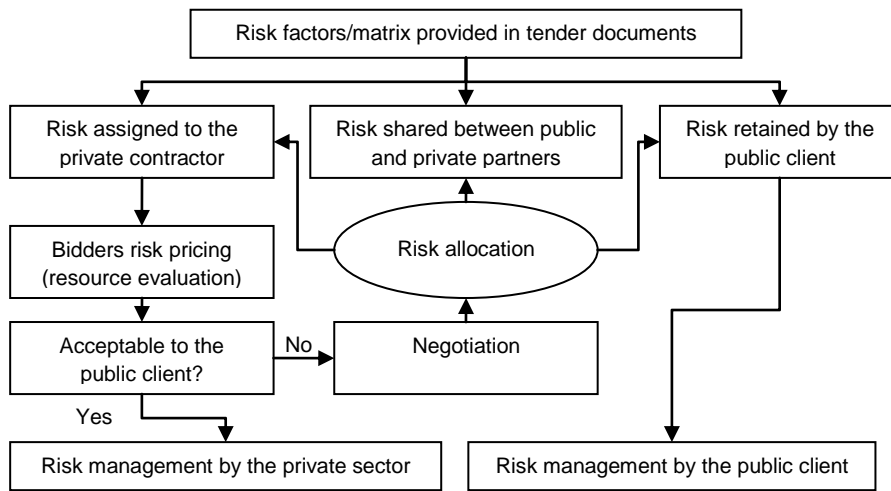 Risk factors/matrix provided in tender documents
Risk assigned to the
private contractor
Risk shared between public
and private partners
Risk retained by the
public client
Bidders risk pricing
(resource evaluation)
Risk allocation
Acceptable to the
public client?
No
Negotiation
Yes
Risk management by the private sector
Risk management by the public client